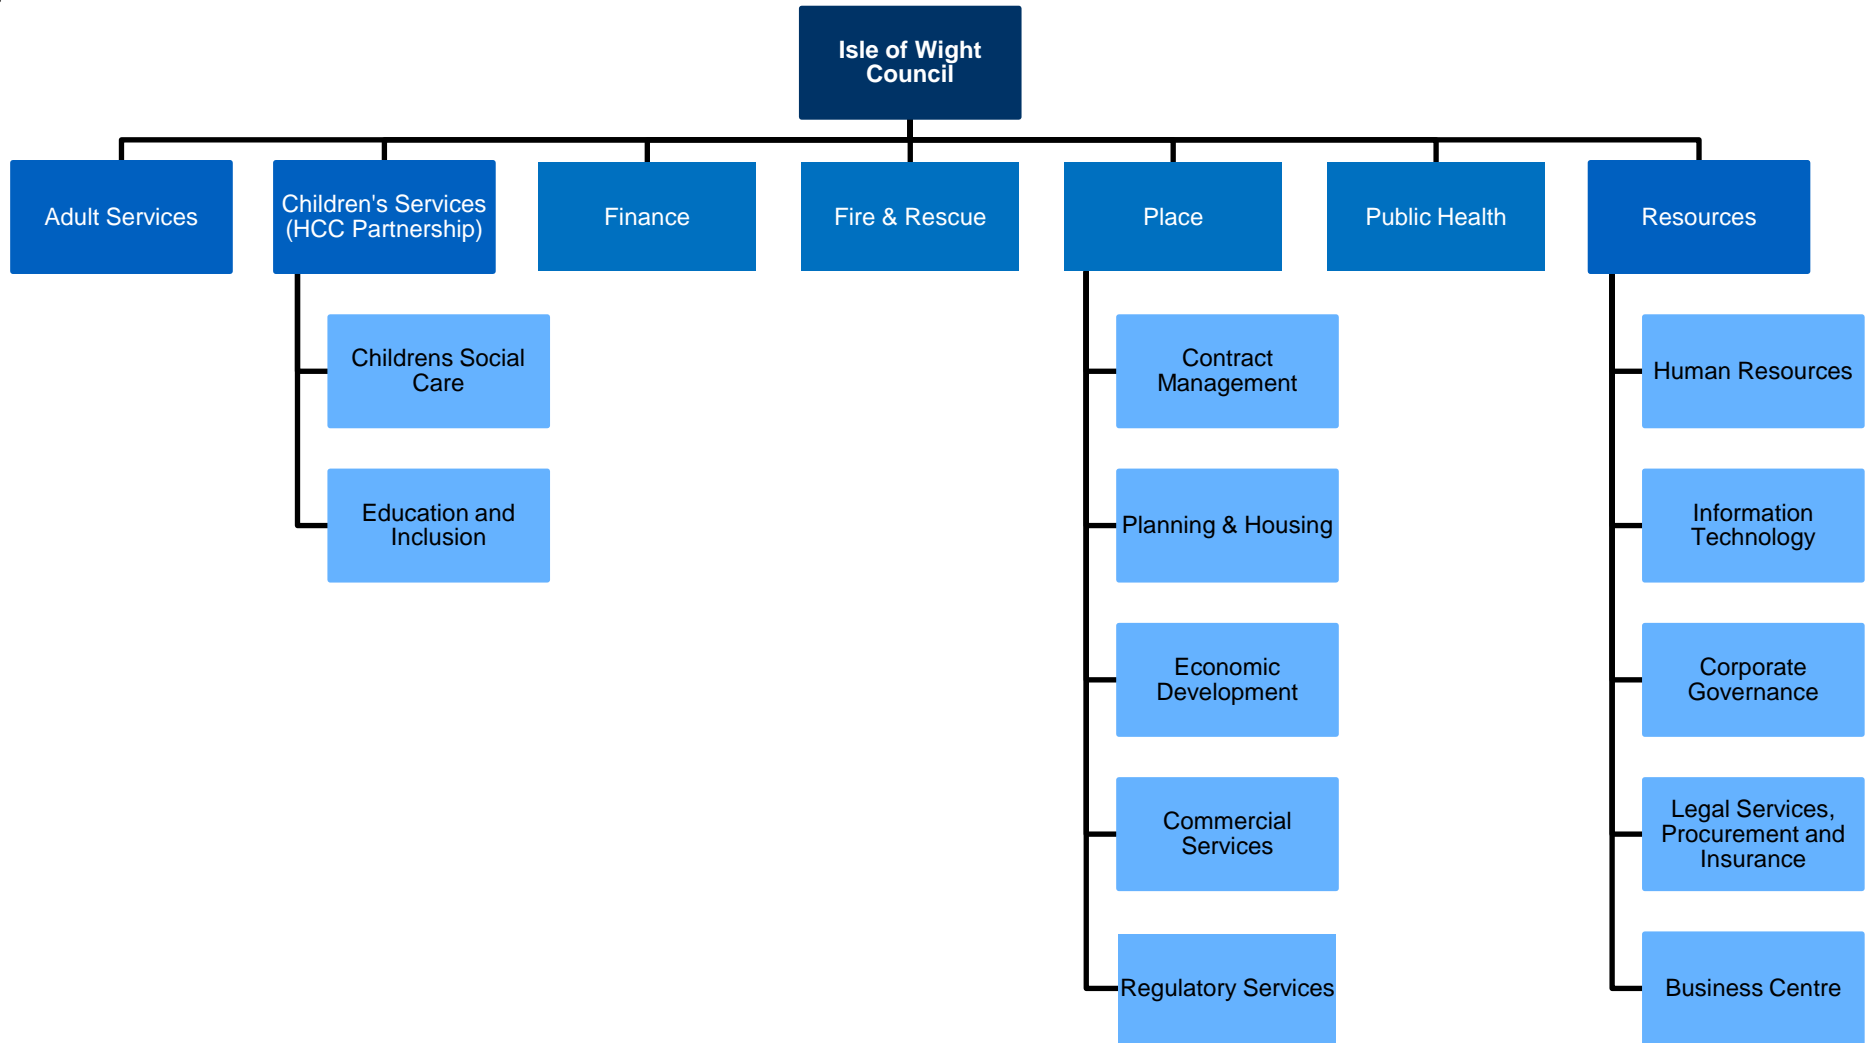 Isle of Wight
Council
Adult Services
Children's Services
(HCC Partnership)
Finance
Fire & Rescue
Place
Public Health
Resources
Childrens Social
Care
Education and
Inclusion
Contract
Management
Planning & Housing
Economic
Development
Commercial
Services
Regulatory Services
Human Resources
Information
Technology
Corporate
Governance
Legal Services,
Procurement and
Insurance
Business Centre